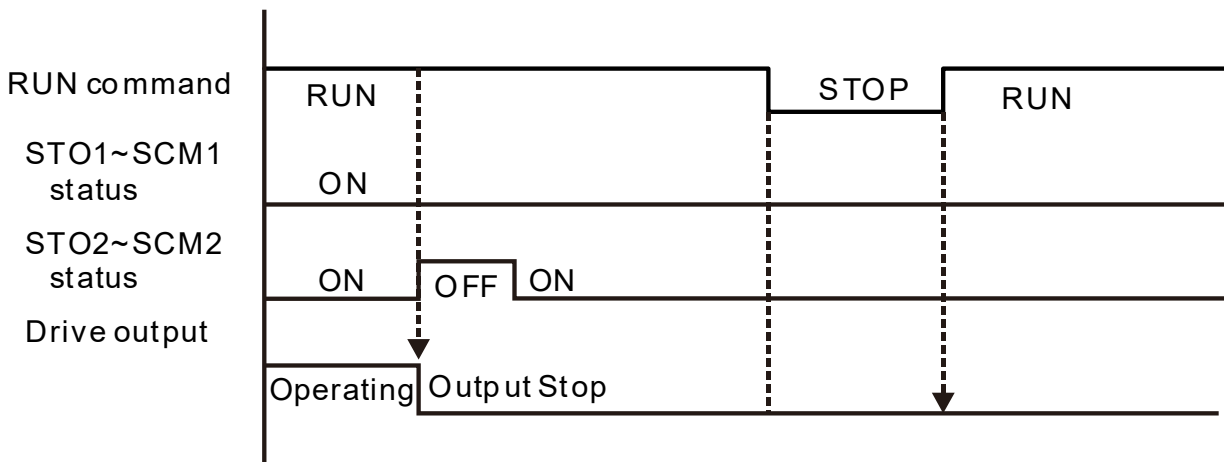 RUN command
RUN
STOP
RUN
STO1~SCM1
status
ON
STO2~SCM2
status
ON
OFF
ON
Drive output
Operating
Output Stop